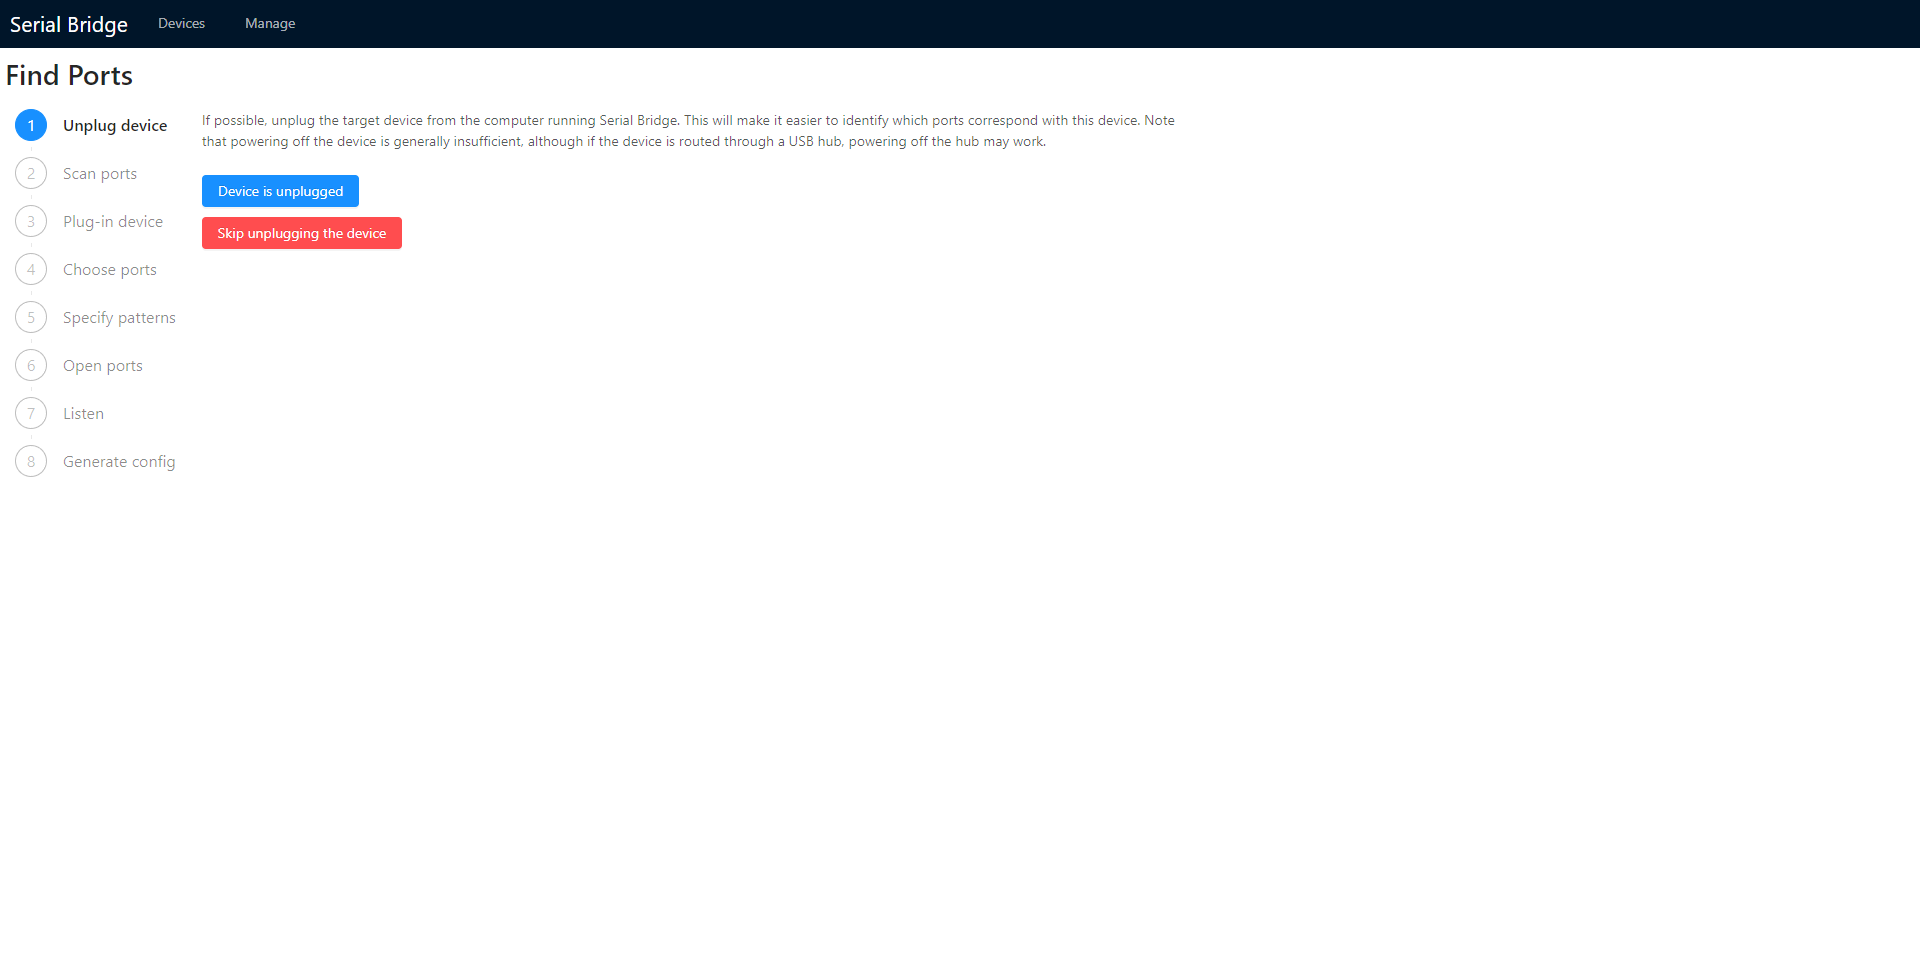 Serial Bridge Devices Manage
Find Ports
1 Unplug device
2 Scan ports
3 Plug-in device
4 Choose ports
5 Specify patterns
6 Open ports
7 Listen
8 Generate config
If possible, unplug the target device from the computer running Serial Bridge. This will make it easier to identify which ports correspond with this device. Note
that powering off the device is generally insufficient, although if the device is routed through a USB hub, powering off the hub may work.
Device is unplugged
Skip unplugging the device